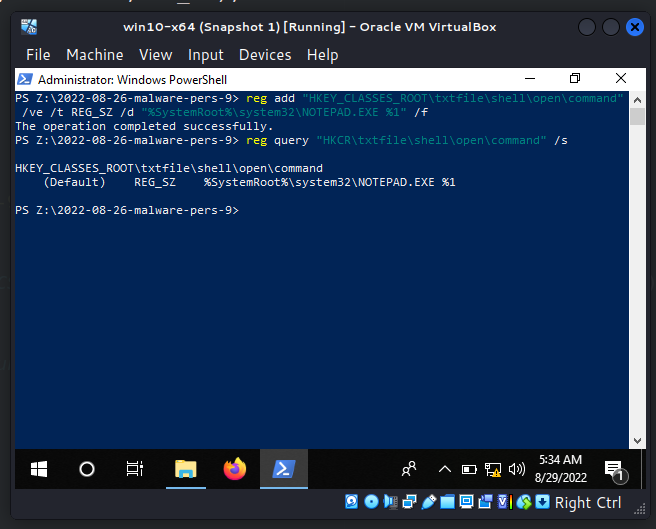 win10-x64 (Snapshot 1) [Running] - Oracle VM VirtualBox
File Machine View Input Devices Help
Administrator: Windows PowerShell
PS Z:\2022-08-26-malware-pers-9> reg add "HKEY_CLASSES_ROOT\txtfile\shell\open\command"
/ve /t REG_SZ /d "%SystemRoot%\system32\NOTEPAD.EXE %1" /f
The operation completed successfully.
PS Z:\2022-08-26-malware-pers-9> reg query "HKCR\txtfile\shell\open\command" /s
HKEY_CLASSES_ROOT\txtfile\shell\open\command
(Default) REG_SZ %SystemRoot%\system32\NOTEPAD.EXE %1
PS Z:\2022-08-26-malware-pers-9>
5:34 AM
8/29/2022
1
Right Ctrl